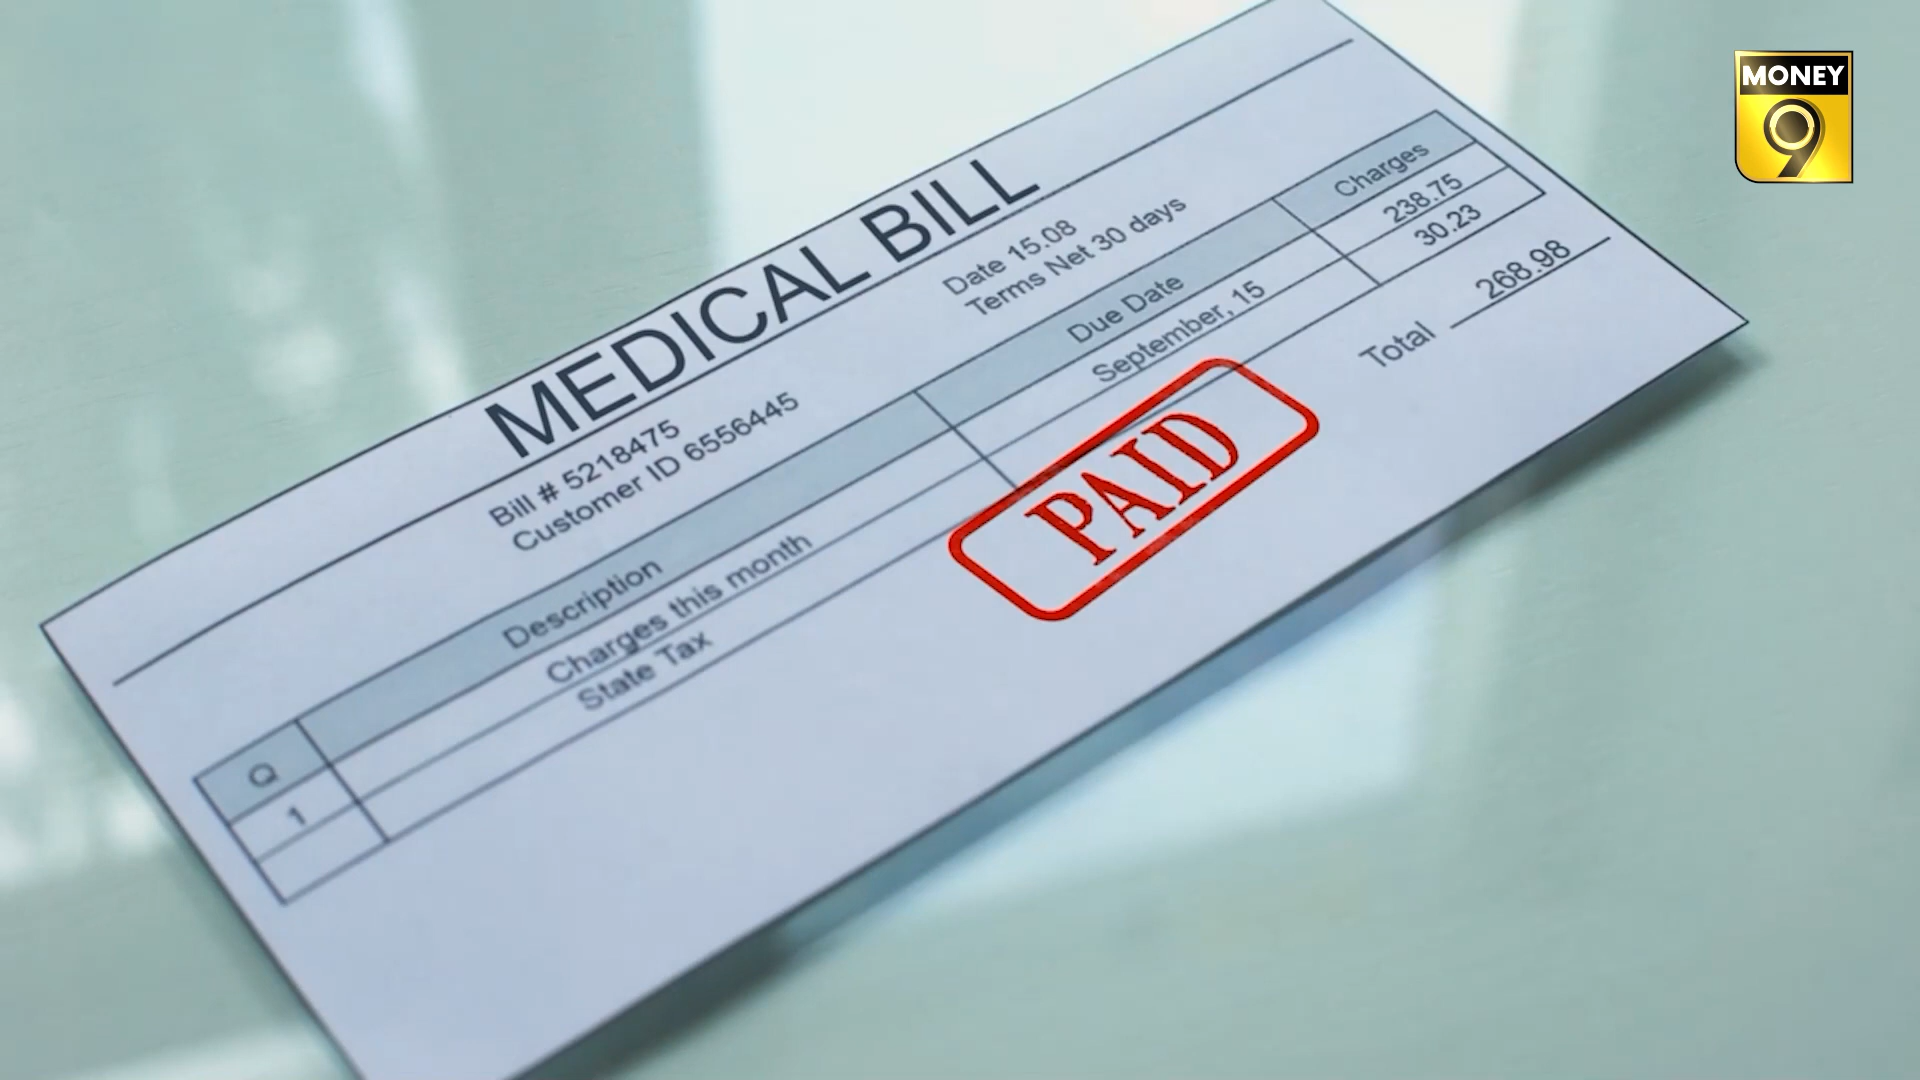 MONEY
9
MEDICAL BILL
Bill # 5218475
Customer ID 6556445
Date 15.08
Terms Net 30 days
Q Description Due Date Charges
1 Charges this month September, 15 238.75
State Tax 30.23
Total 268.98
PAID